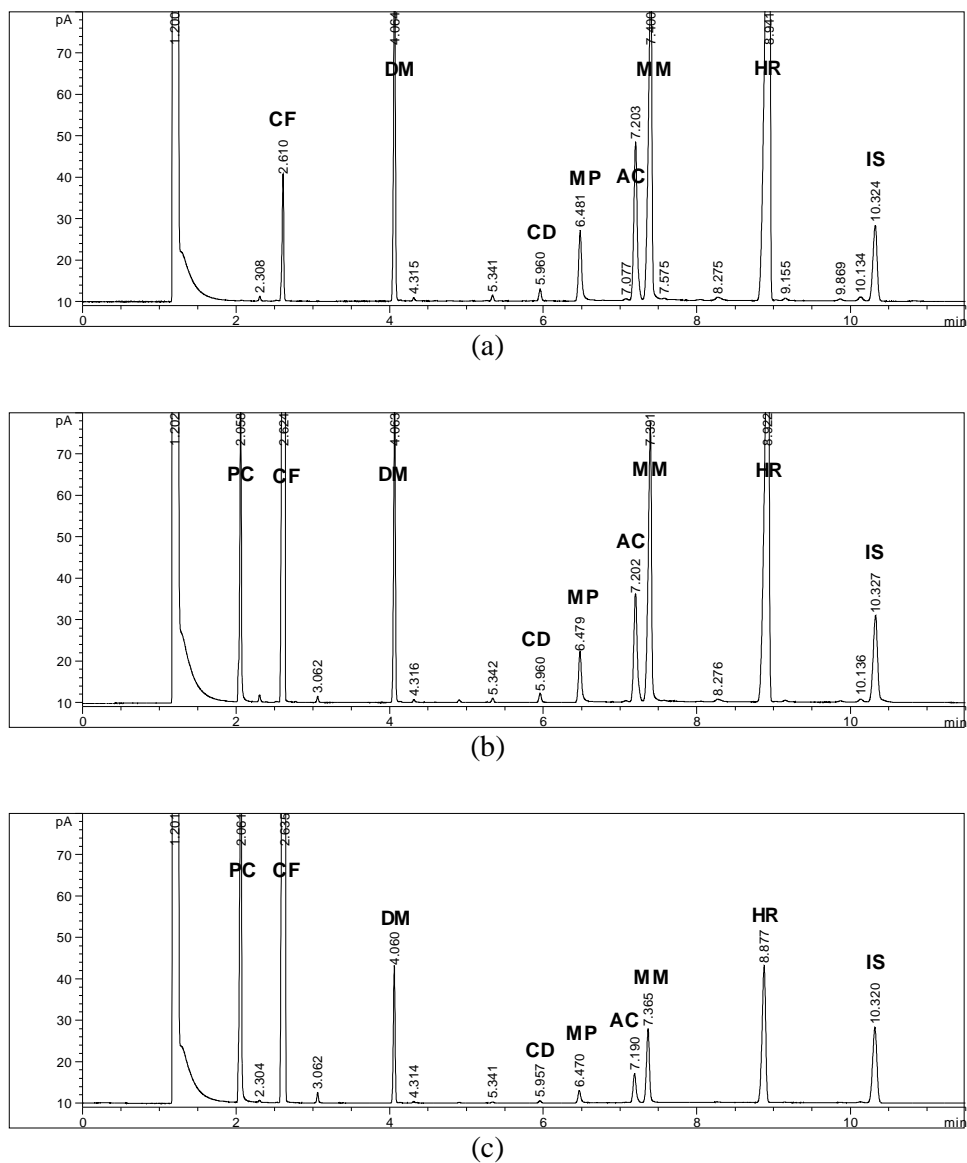 pA
1.200
4.064
7.400
8.941
70
DM
MM
HR
60
CF
7.203
50
IS
2.610
40
MP
AC
10.324
6.481
30
CD
20
2.308
4.315
5.341
5.960
7.077
7.575
8.275
9.155
9.869
10.134
10
0
2
4
6
8
10
min
(a)
pA
1.202
2.058
2.624
4.063
7.391
8.922
70
PC
CF
DM
MM
HR
60
50
AC
IS
40
MP
7.202
10.327
30
CD
6.479
20
3.062
4.316
5.342
5.960
8.276
10.136
10
0
2
4
6
8
10
min
(b)
pA
1.201
2.061
2.635
70
PC
CF
60
50
DM
HR
4.060
8.877
40
MM
IS
30
AC
7.365
10.320
CD
MP
20
2.304
3.062
4.314
5.341
5.957
6.470
7.190
10
0
2
4
6
8
10
min
(c)